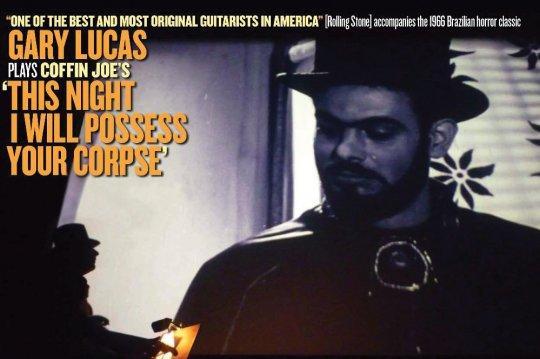 “ONE OF THE BEST AND MOST ORIGINAL GUITARISTS IN AMERICA” [Rolling Stone] accompanies the 1966 Brazilian horror classic
GARY LUCAS
PLAYS COFFIN JOE'S
‘THIS NIGHT
I WILL POSSESS
YOUR CORPSE’